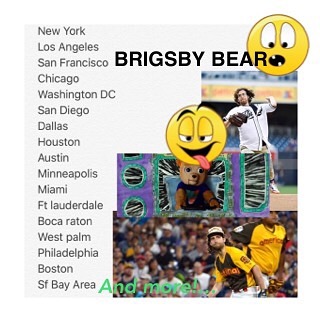 New York
Los Angeles
San Francisco
BRIGSBY BEAR
Chicago
Washington DC
San Diego
Dallas
Houston
Austin
Minneapolis
Miami
Ft lauderdale
Boca raton
West palm
Philadelphia
Boston
Sf Bay Area
And more!...